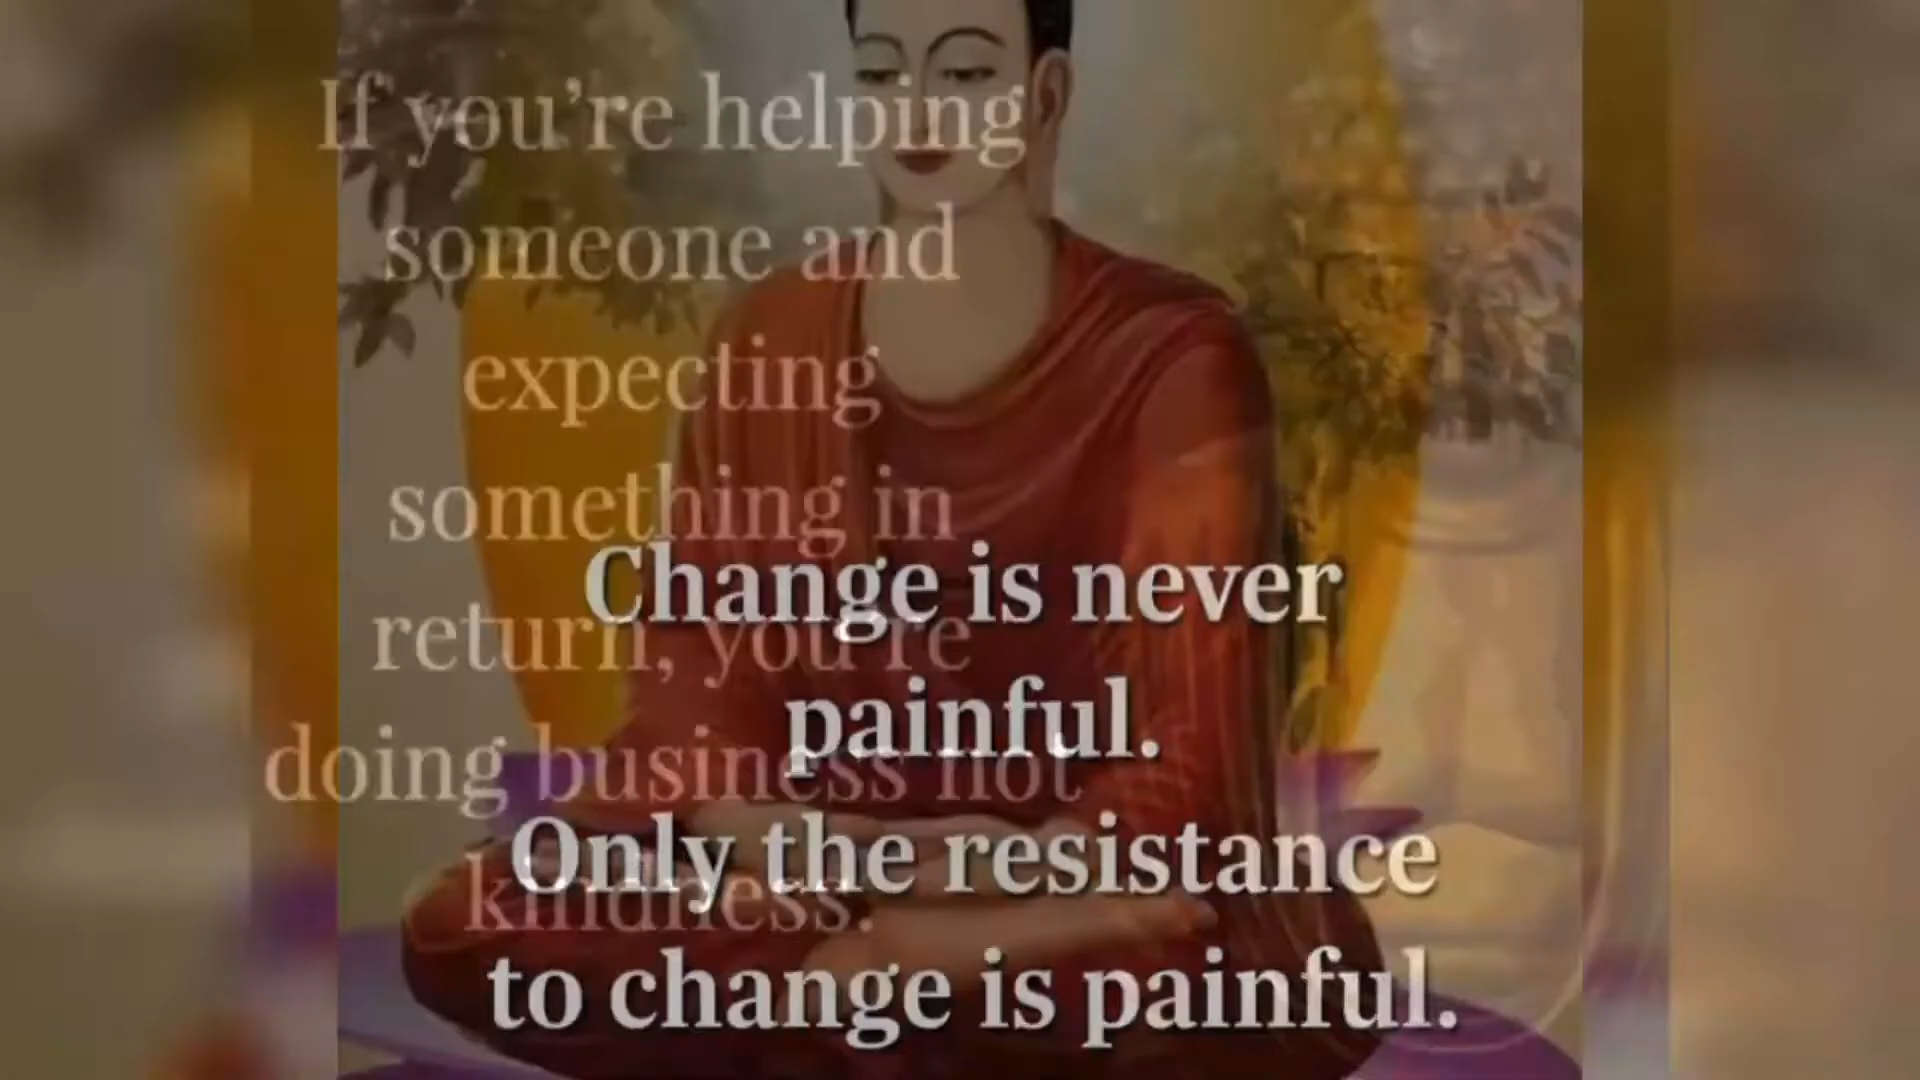 If you're helping
someone and
expecting
something in
return, you're
doing business not
kindness.
Change is never
painful.
Only the resistance
to change is painful.